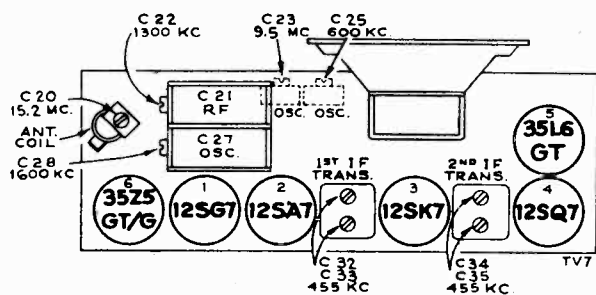 C 22
1300 KC
C 23
9.5 MC
C 25
600 KC
C 20
15.2 MC.
ANT.
COIL
C 28
1600 KC
C 21
RF
C 27
OSC.
OSC. OSC.
5
35L6
GT
1ST IF
TRANS.
2ND IF
TRANS.
6
35Z5
GT/G
1
12SG7
2
12SA7
3
12SK7
4
12SQ7
C 32
C 33
455 KC
C 34
C 35
455 KC.
TV7